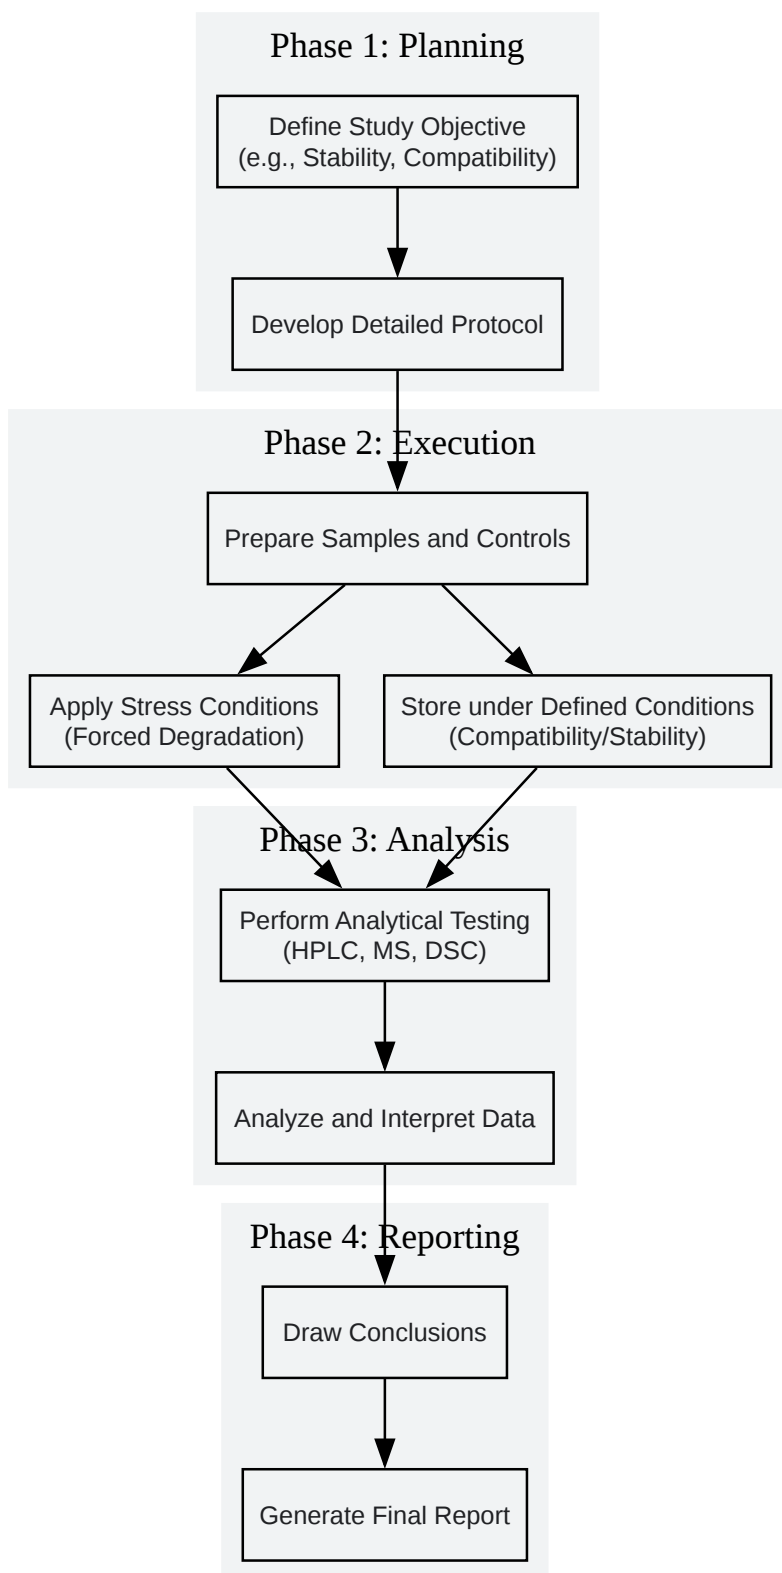 Phase 1: Planning
Define Study Objective
(e.g., Stability, Compatibility)
Develop Detailed Protocol
Phase 2: Execution
Prepare Samples and Controls
Apply Stress Conditions
(Forced Degradation)
Store under Defined Conditions
(Compatibility/Stability)
Phase 3: Analysis
Perform Analytical Testing
(HPLC, MS, DSC)
Analyze and Interpret Data
Phase 4: Reporting
Draw Conclusions
Generate Final Report